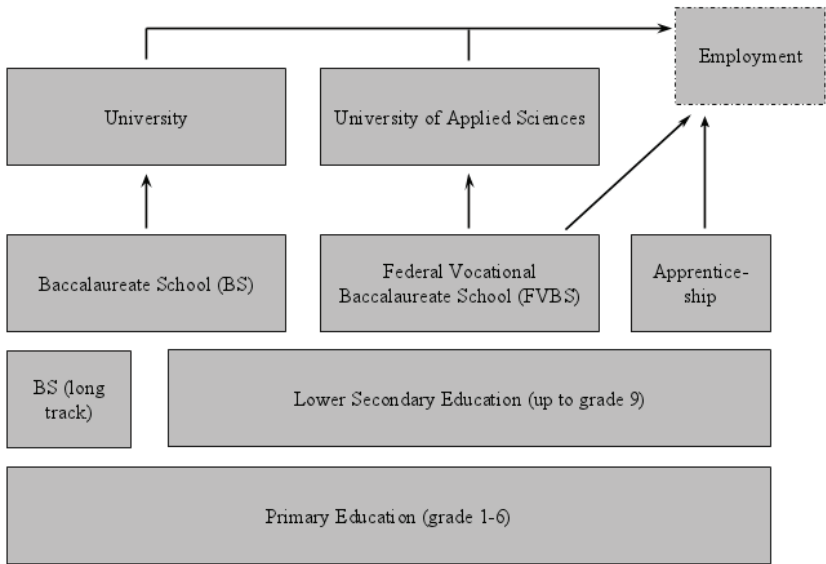 Employment
University
University of Applied Sciences
Baccalaureate School (BS)
Federal Vocational
Baccalaureate School (FVBS)
Apprentice-
ship
BS (long
track)
Lower Secondary Education (up to grade 9)
Primary Education (grade 1-6)